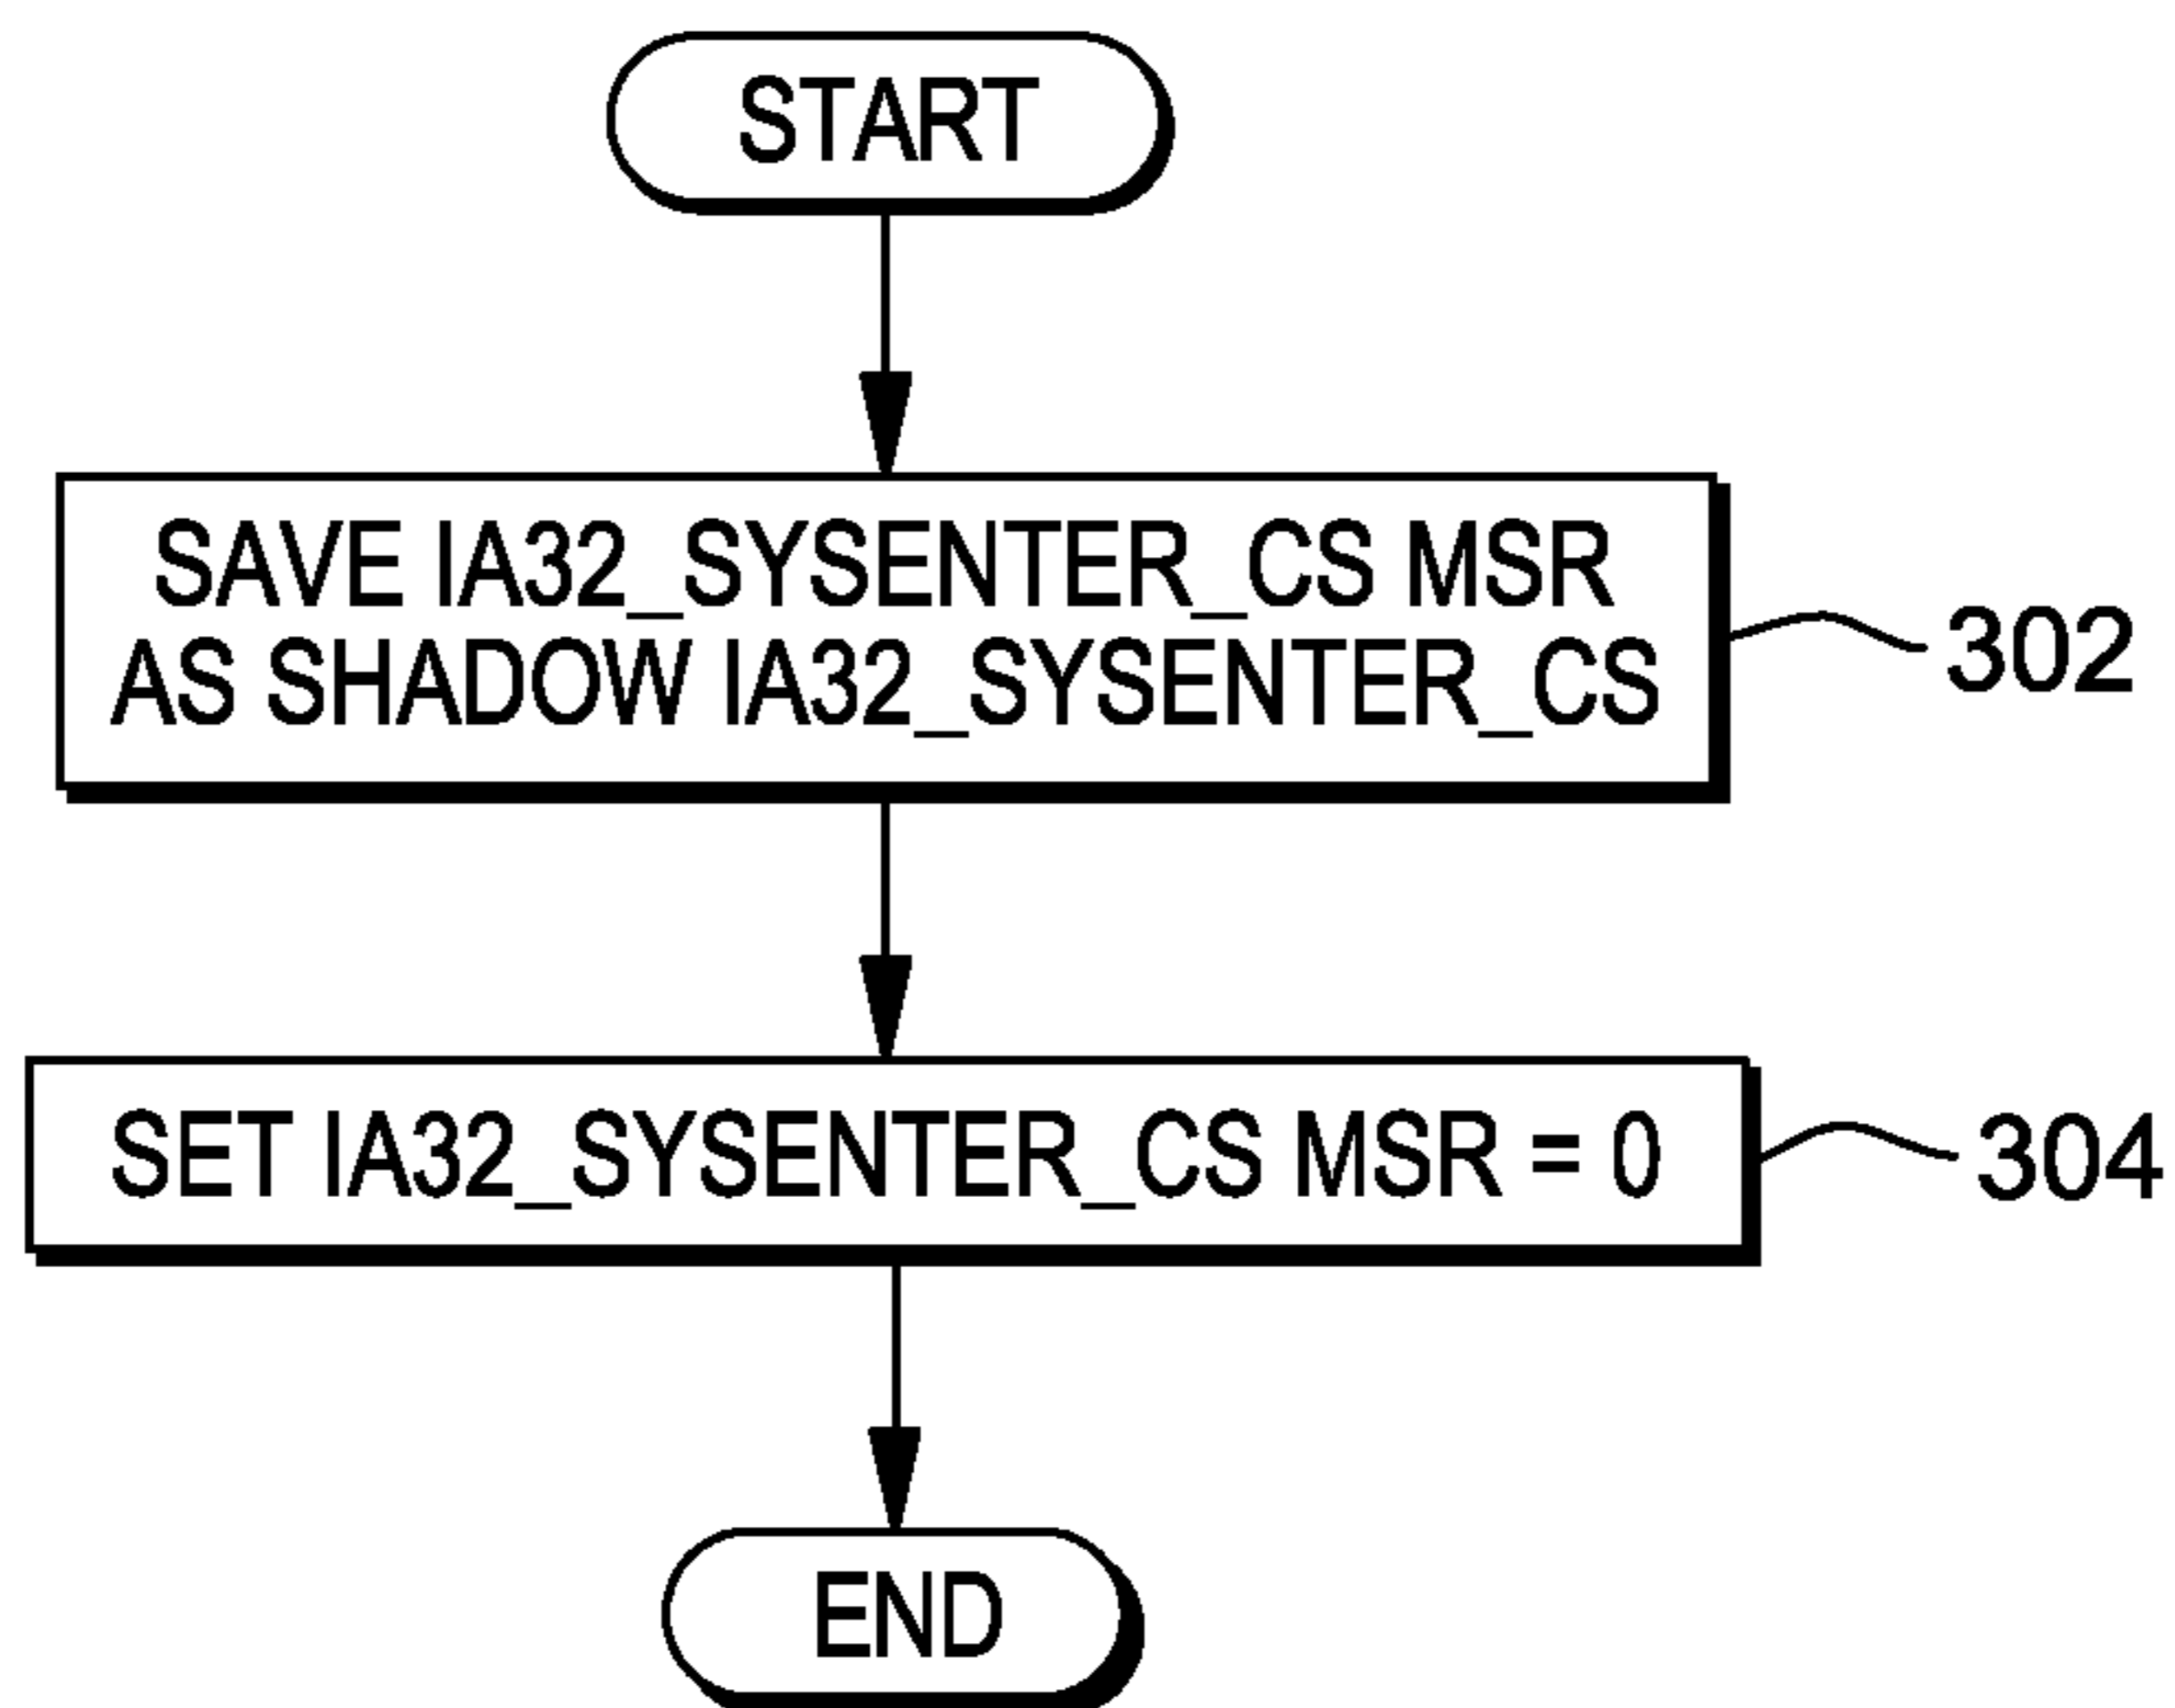 START
SAVE IA32_SYSENTER_CS MSR
AS SHADOW IA32_SYSENTER_CS
302
SET IA32_SYSENTER_CS MSR = 0
304
END